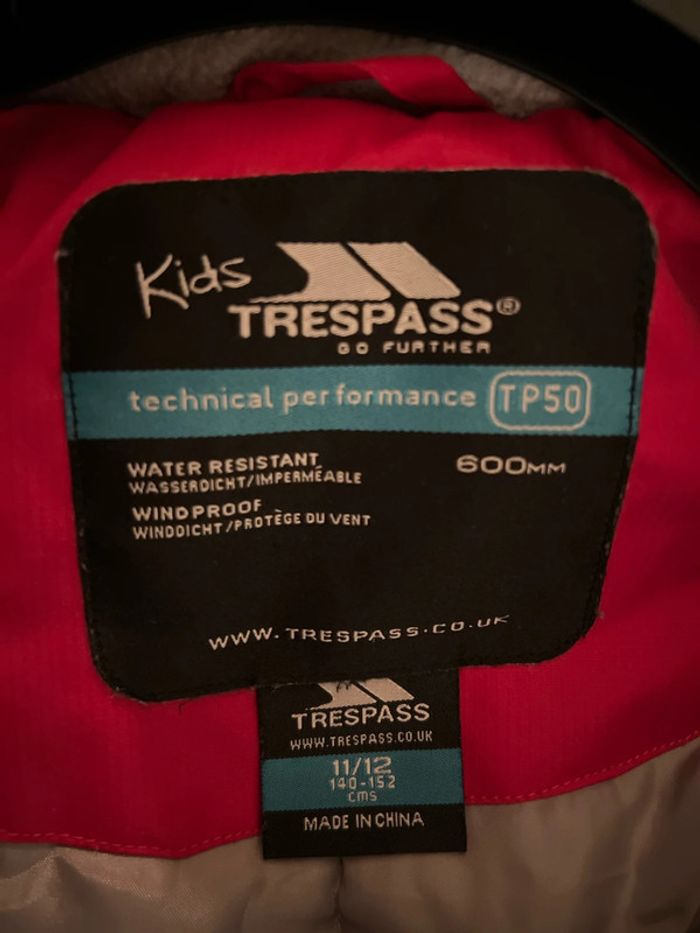 Kids
TRESPASS®
GO FURTHER
technical performance TP50
WATER RESISTANT 600MM
WASSERDICHT/IMPERMÉABLE
WINDPROOF
WINDDICHT/PROTÈGE DU VENT
WWW.TRESPASS.CO.UK
TRESPASS
WWW.TRESPASS.CO.UK
11/12
140-152
cms
MADE IN CHINA